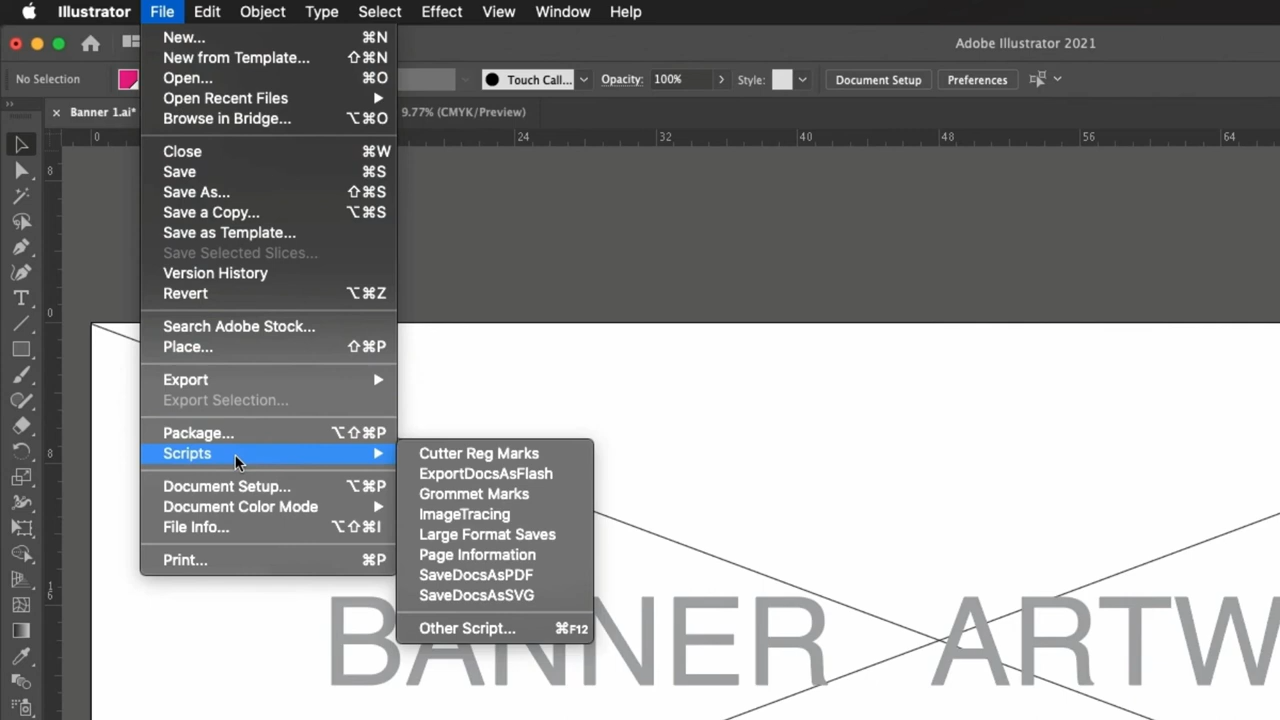 Illustrator File Edit Object Type Select Effect View Window Help
Adobe Illustrator 2021
No Selection
Touch Call... Opacity: 100% Style: Document Setup Preferences
Banner 1.ai* 9.77% (CMYK/Preview)
0 24 32 40 48 56 64
8
0
8
16
New... ⌘N
New from Template... ⇧⌘N
Open... ⌘O
Open Recent Files
Browse in Bridge... ⌥⌘O
Close ⌘W
Save ⌘S
Save As... ⇧⌘S
Save a Copy... ⌥⌘S
Save as Template...
Save Selected Slices...
Version History
Revert ⌥⌘Z
Search Adobe Stock...
Place... ⇧⌘P
Export
Export Selection...
Package... ⌥⇧⌘P
Scripts
Document Setup... ⌥⌘P
Document Color Mode
File Info... ⌥⇧⌘I
Print... ⌘P
Cutter Reg Marks
ExportDocsAsFlash
Grommet Marks
ImageTracing
Large Format Saves
Page Information
SaveDocsAsPDF
SaveDocsAsSVG
Other Script... ⌘F12
BANNER ARTW